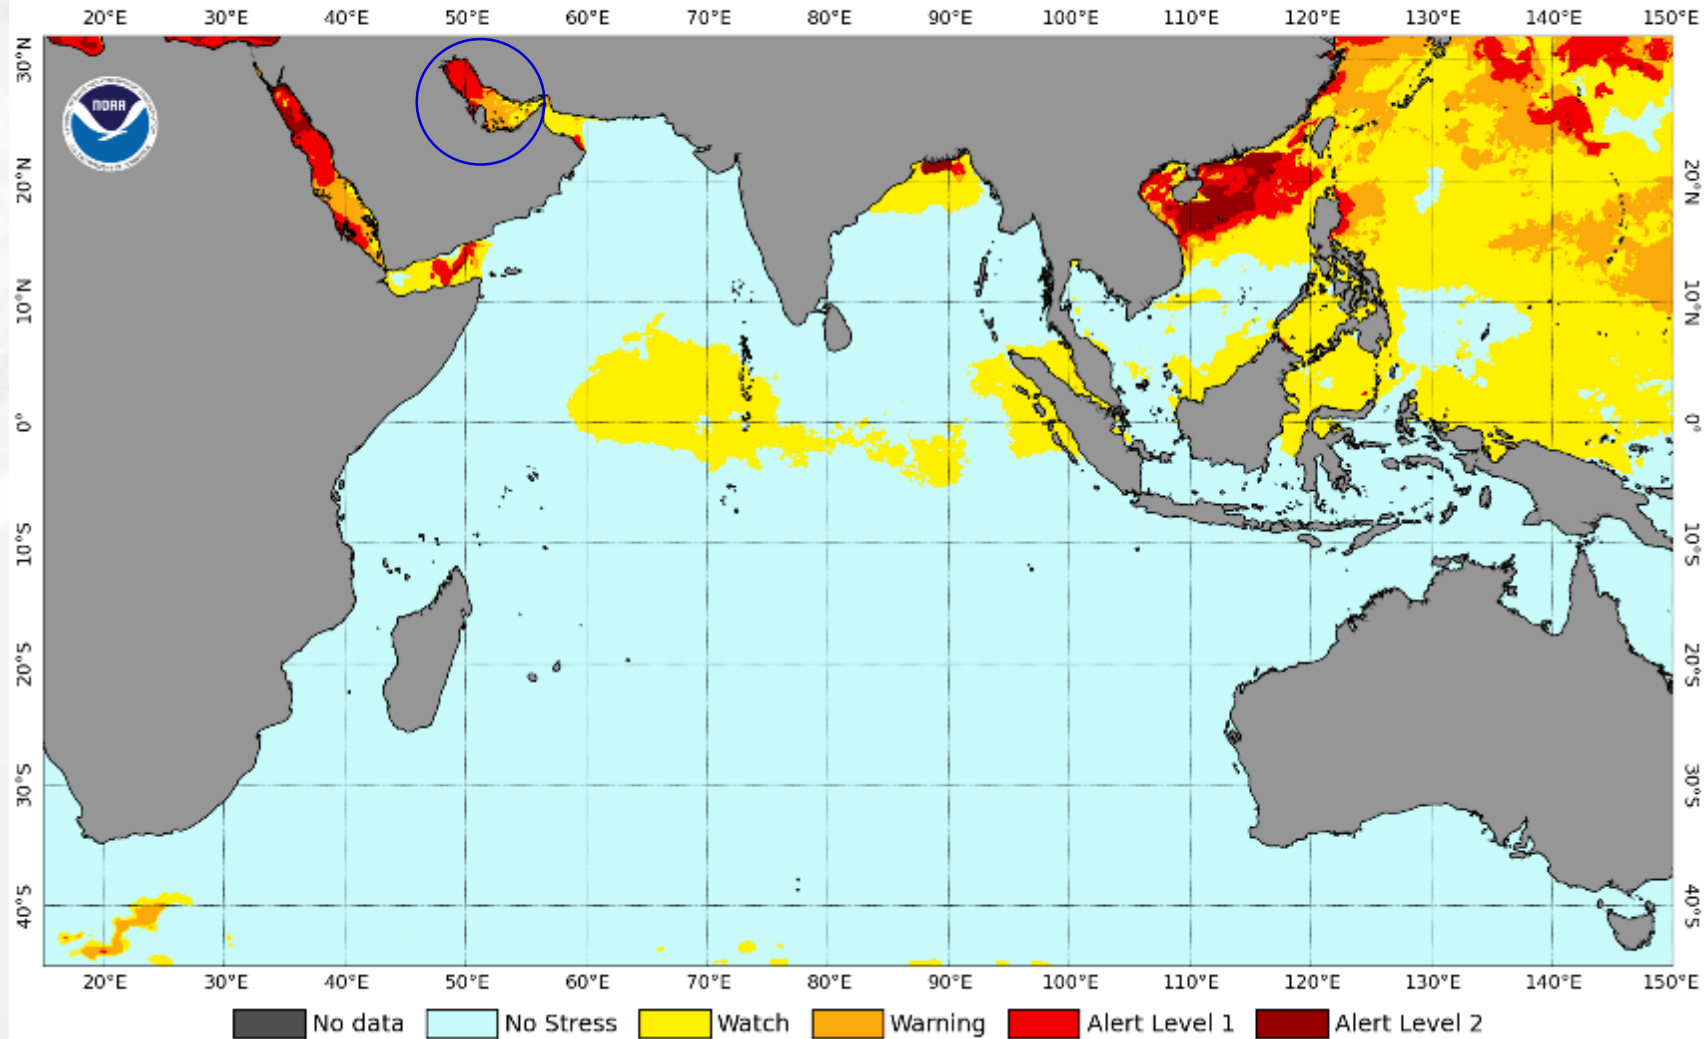 20°E 30°E 40°E 50°E 60°E 70°E 80°E 90°E 100°E 110°E 120°E 130°E 140°E 150°E
30°N 30°N
NOAA
20°N 20°N
10°N 10°N
0° 0°
10°S 10°S
20°S 20°S
30°S 30°S
40°S 40°S
20°E 30°E 40°E 50°E 60°E 70°E 80°E 90°E 100°E 110°E 120°E 130°E 140°E 150°E
No data No Stress Watch Warning Alert Level 1 Alert Level 2